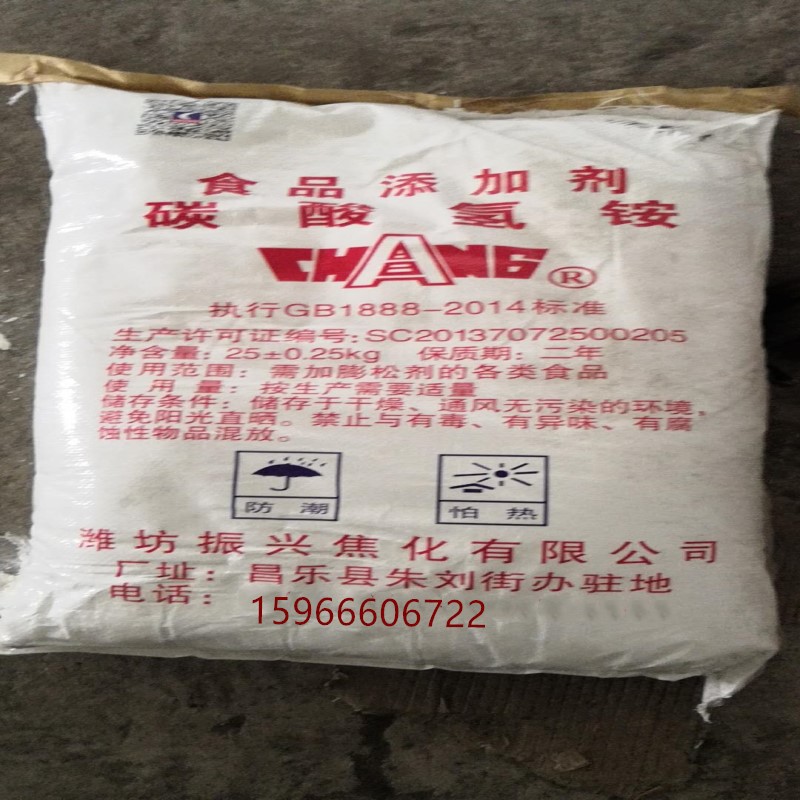 食品添加剂
碳酸氢铵
CHANG®
执行GB1888-2014标准
生产许可证编号:SC20137072500205
净含量:25±0.25kg 保质期:二年
使用范围:需加膨松剂的各类食品
使用量:按生产需要适量
储存条件:储存于干燥、通风无污染的环境,
避免阳光直晒。禁止与有毒、有异味、有腐
蚀性物品混放。
防潮 怕热
潍坊振兴焦化有限公司
厂址:昌乐县朱刘街办驻地
电话:15966606722